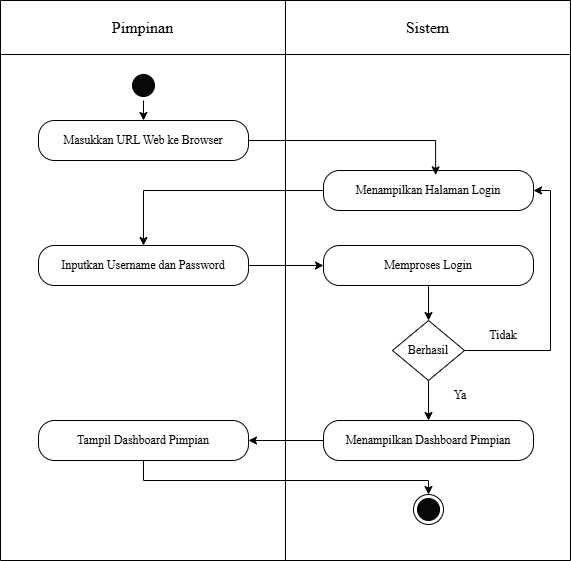 Pimpinan
Sistem
Masukkan URL Web ke Browser
Menampilkan Halaman Login
Inputkan Username dan Password
Memproses Login
Berhasil
Tidak
Ya
Tampil Dashboard Pimpian
Menampilkan Dashboard Pimpian